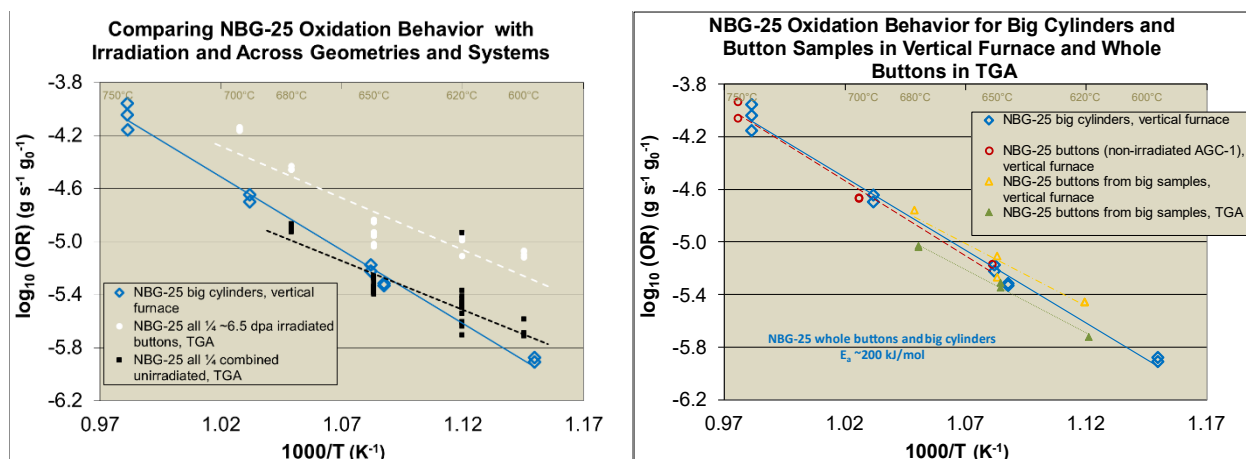 Comparing NBG-25 Oxidation Behavior with
Irradiation and Across Geometries and Systems
-3.8
-4.2
-4.6
-5.0
-5.4
-5.8
-6.2
log₁₀ (OR) (g s⁻¹ g₀⁻¹)
750°C
700°C
680°C
650°C
620°C
600°C
NBG-25 big cylinders, vertical
furnace
NBG-25 all ¼ ~6.5 dpa irradiated
buttons, TGA
NBG-25 all ¼ combined
unirradiated, TGA
0.97
1.02
1.07
1.12
1.17
1000/T (K⁻¹)
NBG-25 Oxidation Behavior for Big Cylinders and
Button Samples in Vertical Furnace and Whole
Buttons in TGA
-3.8
-4.2
-4.6
-5.0
-5.4
-5.8
-6.2
log₁₀ (OR) (g s⁻¹ g₀⁻¹)
750°C
700°C
680°C
650°C
620°C
600°C
NBG-25 big cylinders, vertical furnace
NBG-25 buttons (non-irradiated AGC-1),
vertical furnace
NBG-25 buttons from big samples,
vertical furnace
NBG-25 buttons from big samples, TGA
NBG-25 whole buttons and big cylinders
Eₐ ~200 kJ/mol
0.97
1.02
1.07
1.12
1.17
1000/T (K⁻¹)